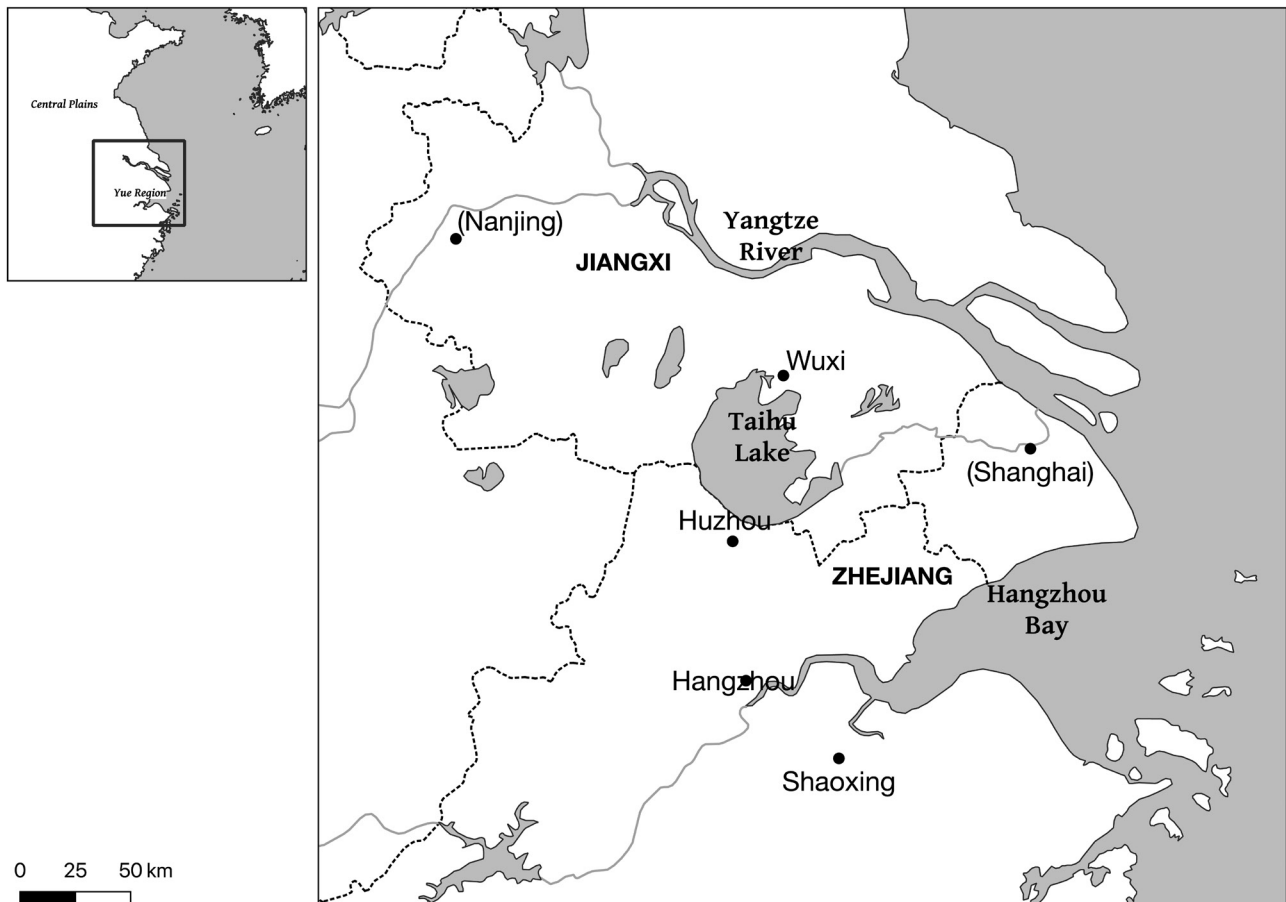 Central Plains
Yue Region
(Nanjing)
Yangtze
River
JIANGXI
Wuxi
Taihu
Lake
(Shanghai)
Huzhou
ZHEJIANG
Hangzhou
Bay
Hangzhou
Shaoxing
0 25 50 km